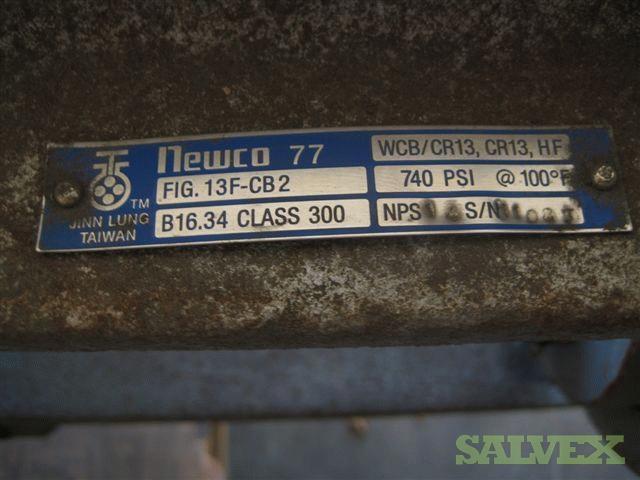 Newco 77
FIG. 13F-CB2
B16.34 CLASS 300
WCB/CR13, CR13, HF
740 PSI @ 100°F
NPS S/N
TM
JINN LUNG
TAIWAN
SALVEX